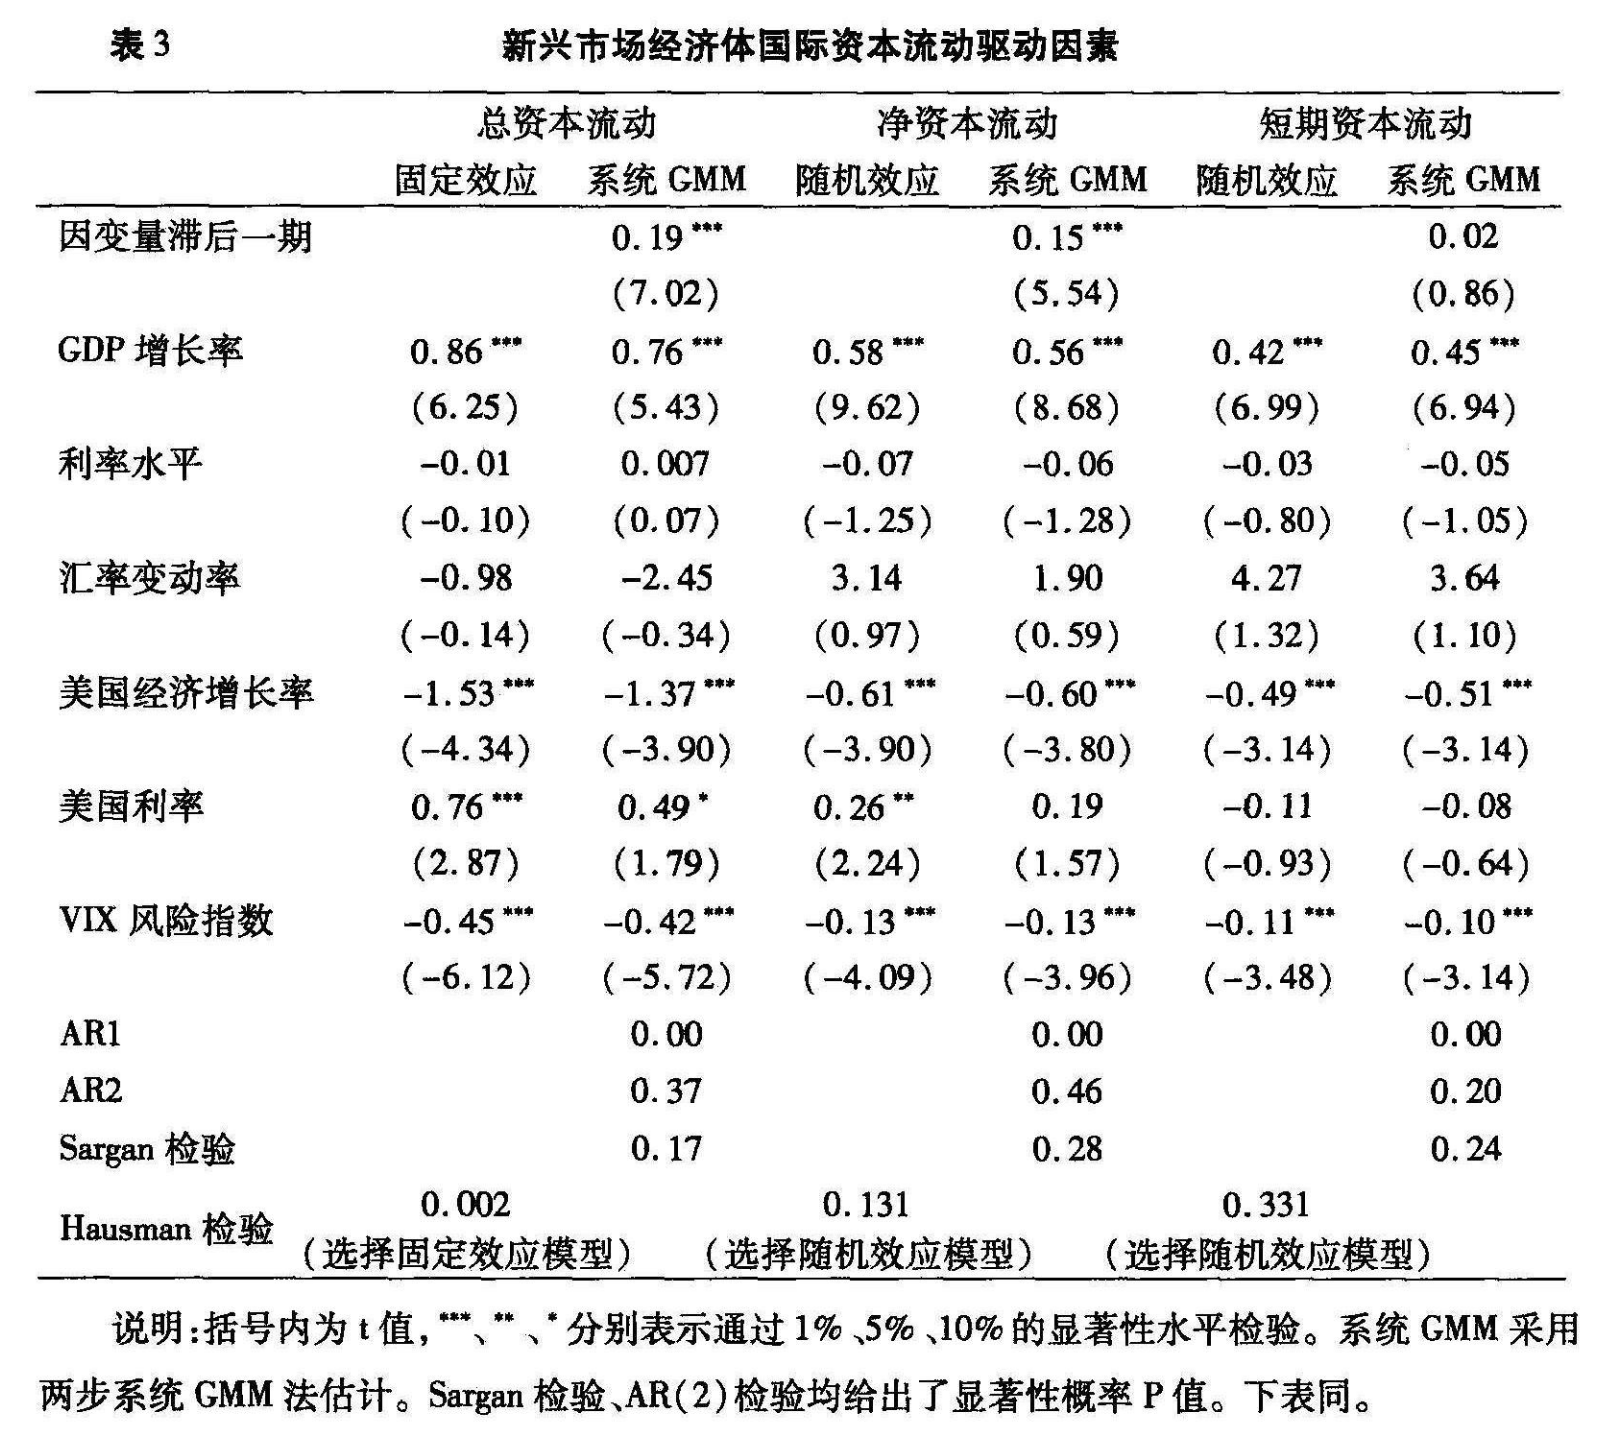 表3 新兴市场经济体国际资本流动驱动因素
总资本流动 净资本流动 短期资本流动
固定效应 系统 GMM 随机效应 系统 GMM 随机效应 系统 GMM
因变量滞后一期 0.19*** 0.15*** 0.02
(7.02) (5.54) (0.86)
GDP 增长率 0.86*** 0.76*** 0.58*** 0.56*** 0.42*** 0.45***
(6.25) (5.43) (9.62) (8.68) (6.99) (6.94)
利率水平 -0.01 0.007 -0.07 -0.06 -0.03 -0.05
(-0.10) (0.07) (-1.25) (-1.28) (-0.80) (-1.05)
汇率变动率 -0.98 -2.45 3.14 1.90 4.27 3.64
(-0.14) (-0.34) (0.97) (0.59) (1.32) (1.10)
美国经济增长率 -1.53*** -1.37*** -0.61*** -0.60*** -0.49*** -0.51***
(-4.34) (-3.90) (-3.90) (-3.80) (-3.14) (-3.14)
美国利率 0.76*** 0.49* 0.26** 0.19 -0.11 -0.08
(2.87) (1.79) (2.24) (1.57) (-0.93) (-0.64)
VIX 风险指数 -0.45*** -0.42*** -0.13*** -0.13*** -0.11*** -0.10***
(-6.12) (-5.72) (-4.09) (-3.96) (-3.48) (-3.14)
AR1 0.00 0.00 0.00
AR2 0.37 0.46 0.20
Sargan 检验 0.17 0.28 0.24
0.002 0.131 0.331
Hausman 检验 (选择固定效应模型) (选择随机效应模型) (选择随机效应模型)
说明:括号内为 t 值,***、**、*分别表示通过1%、5%、10%的显著性水平检验。系统 GMM 采用
两步系统 GMM 法估计。Sargan 检验、AR(2)检验均给出了显著性概率 P 值。下表同。